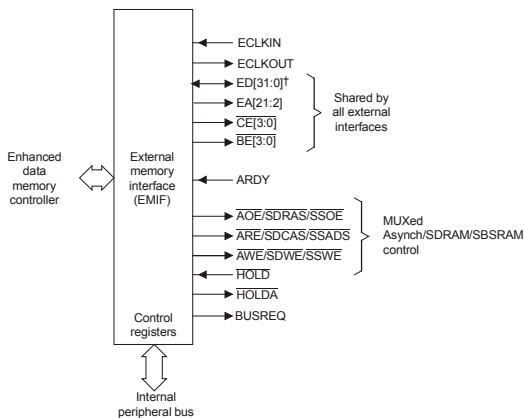 ECLKIN
ECLKOUT
ED[31:0]†
EA[21:2]
CE[3:0]
BE[3:0]
Shared by
all external
interfaces
Enhanced
data
memory
controller
External
memory
interface
(EMIF)
ARDY
AOE/SDRAS/SSOE
ARE/SDCAS/SSADS
AWE/SDWE/SSWE
MUXed
Asynch/SDRAM/SBSRAM
control
HOLD
HOLDA
BUSREQ
Control
registers
Internal
peripheral bus